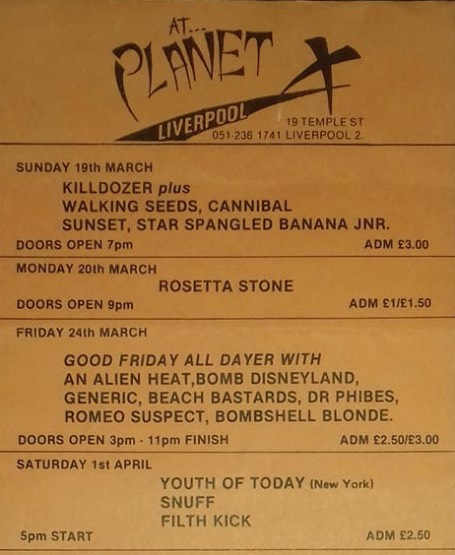 AT...
PLANET X
LIVERPOOL
19 TEMPLE ST
051-236 1741 LIVERPOOL 2.
SUNDAY 19th MARCH
KILLDOZER plus
WALKING SEEDS, CANNIBAL
SUNSET, STAR SPANGLED BANANA JNR.
DOORS OPEN 7pm ADM £3.00
MONDAY 20th MARCH
ROSETTA STONE
DOORS OPEN 9pm ADM £1/£1.50
FRIDAY 24th MARCH
GOOD FRIDAY ALL DAYER WITH
AN ALIEN HEAT,BOMB DISNEYLAND,
GENERIC, BEACH BASTARDS, DR PHIBES,
ROMEO SUSPECT, BOMBSHELL BLONDE.
DOORS OPEN 3pm - 11pm FINISH ADM £2.50/£3.00
SATURDAY 1st APRIL
YOUTH OF TODAY (New York)
SNUFF
FILTH KICK
5pm START ADM £2.50